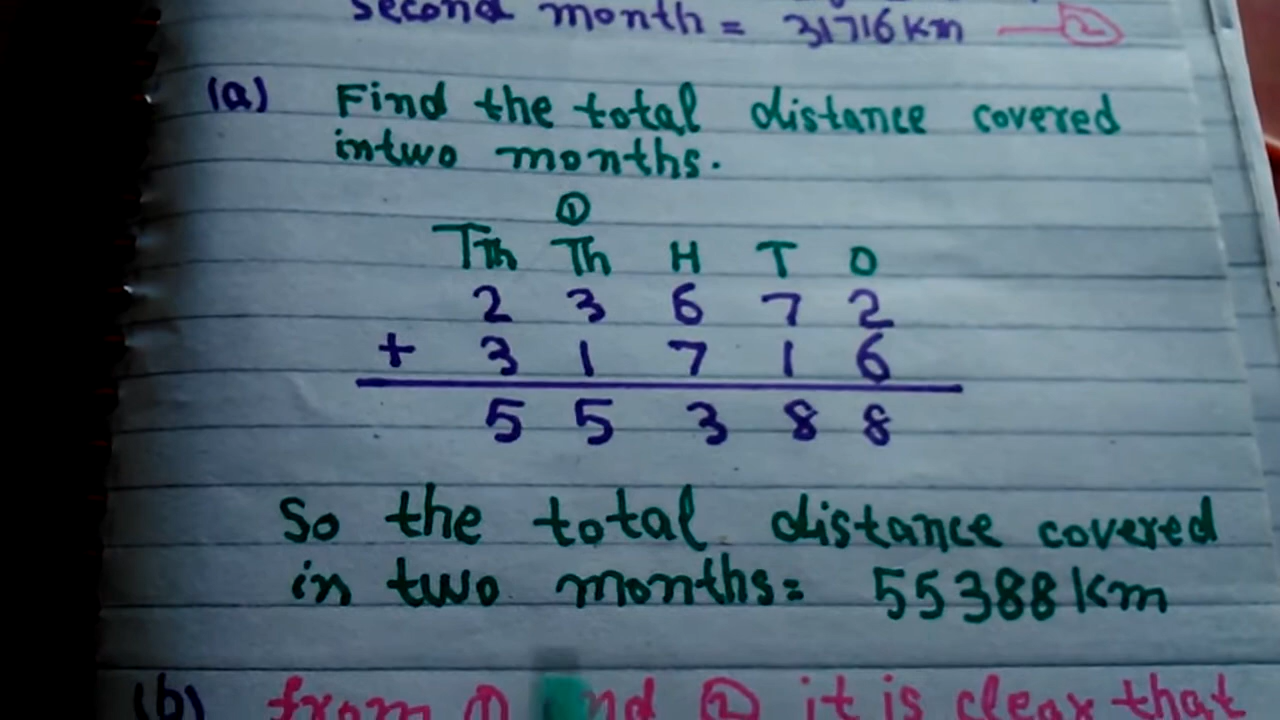 second month = 31716 km —②
(a) Find the total distance covered
in two months.
①
TTh Th H T O
2 3 6 7 2
+ 3 1 7 1 6
5 5 3 8 8
So the total distance covered
in two months = 55388 km
(b) from ① and ② it is clear that